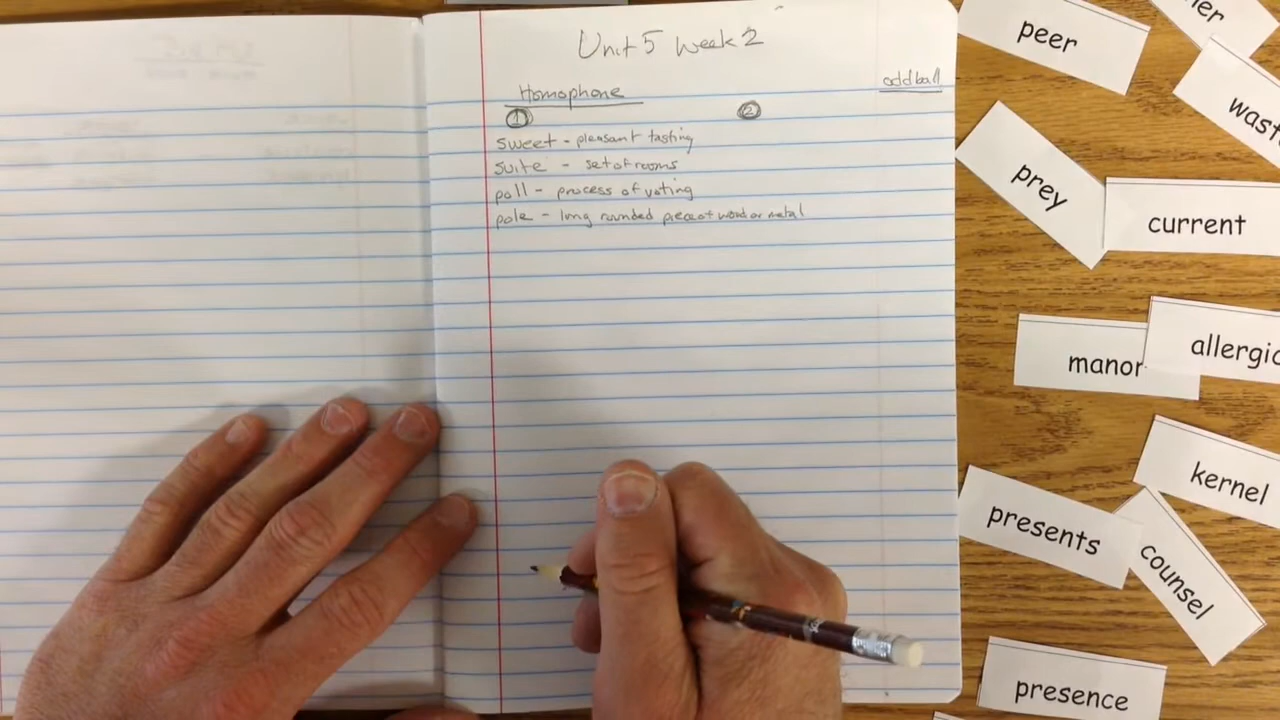 Unit 5 Week 2
Homophone
oddball
1
2
sweet - pleasant tasting
suite - set of rooms
poll - process of voting
pole - long rounded piece of wood or metal
peer
prey
current
manor
allergic
kernel
presents
counsel
presence